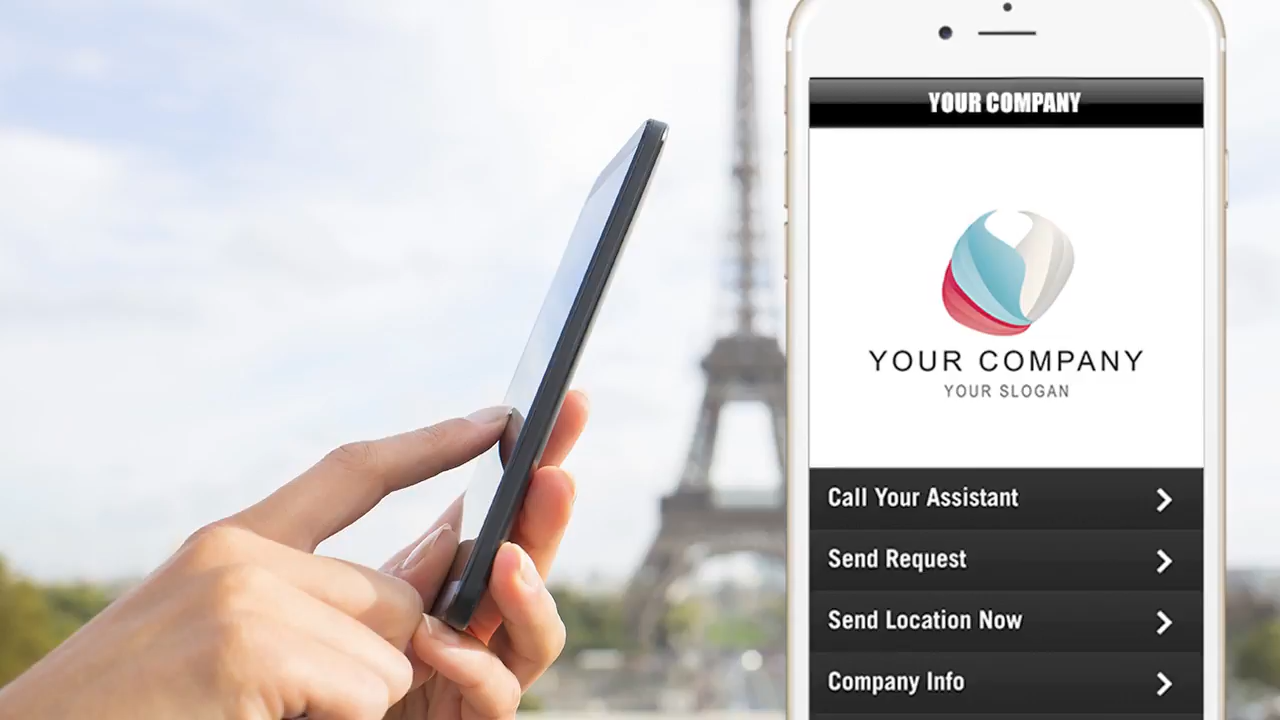 YOUR COMPANY
YOUR COMPANY
YOUR SLOGAN
Call Your Assistant
Send Request
Send Location Now
Company Info